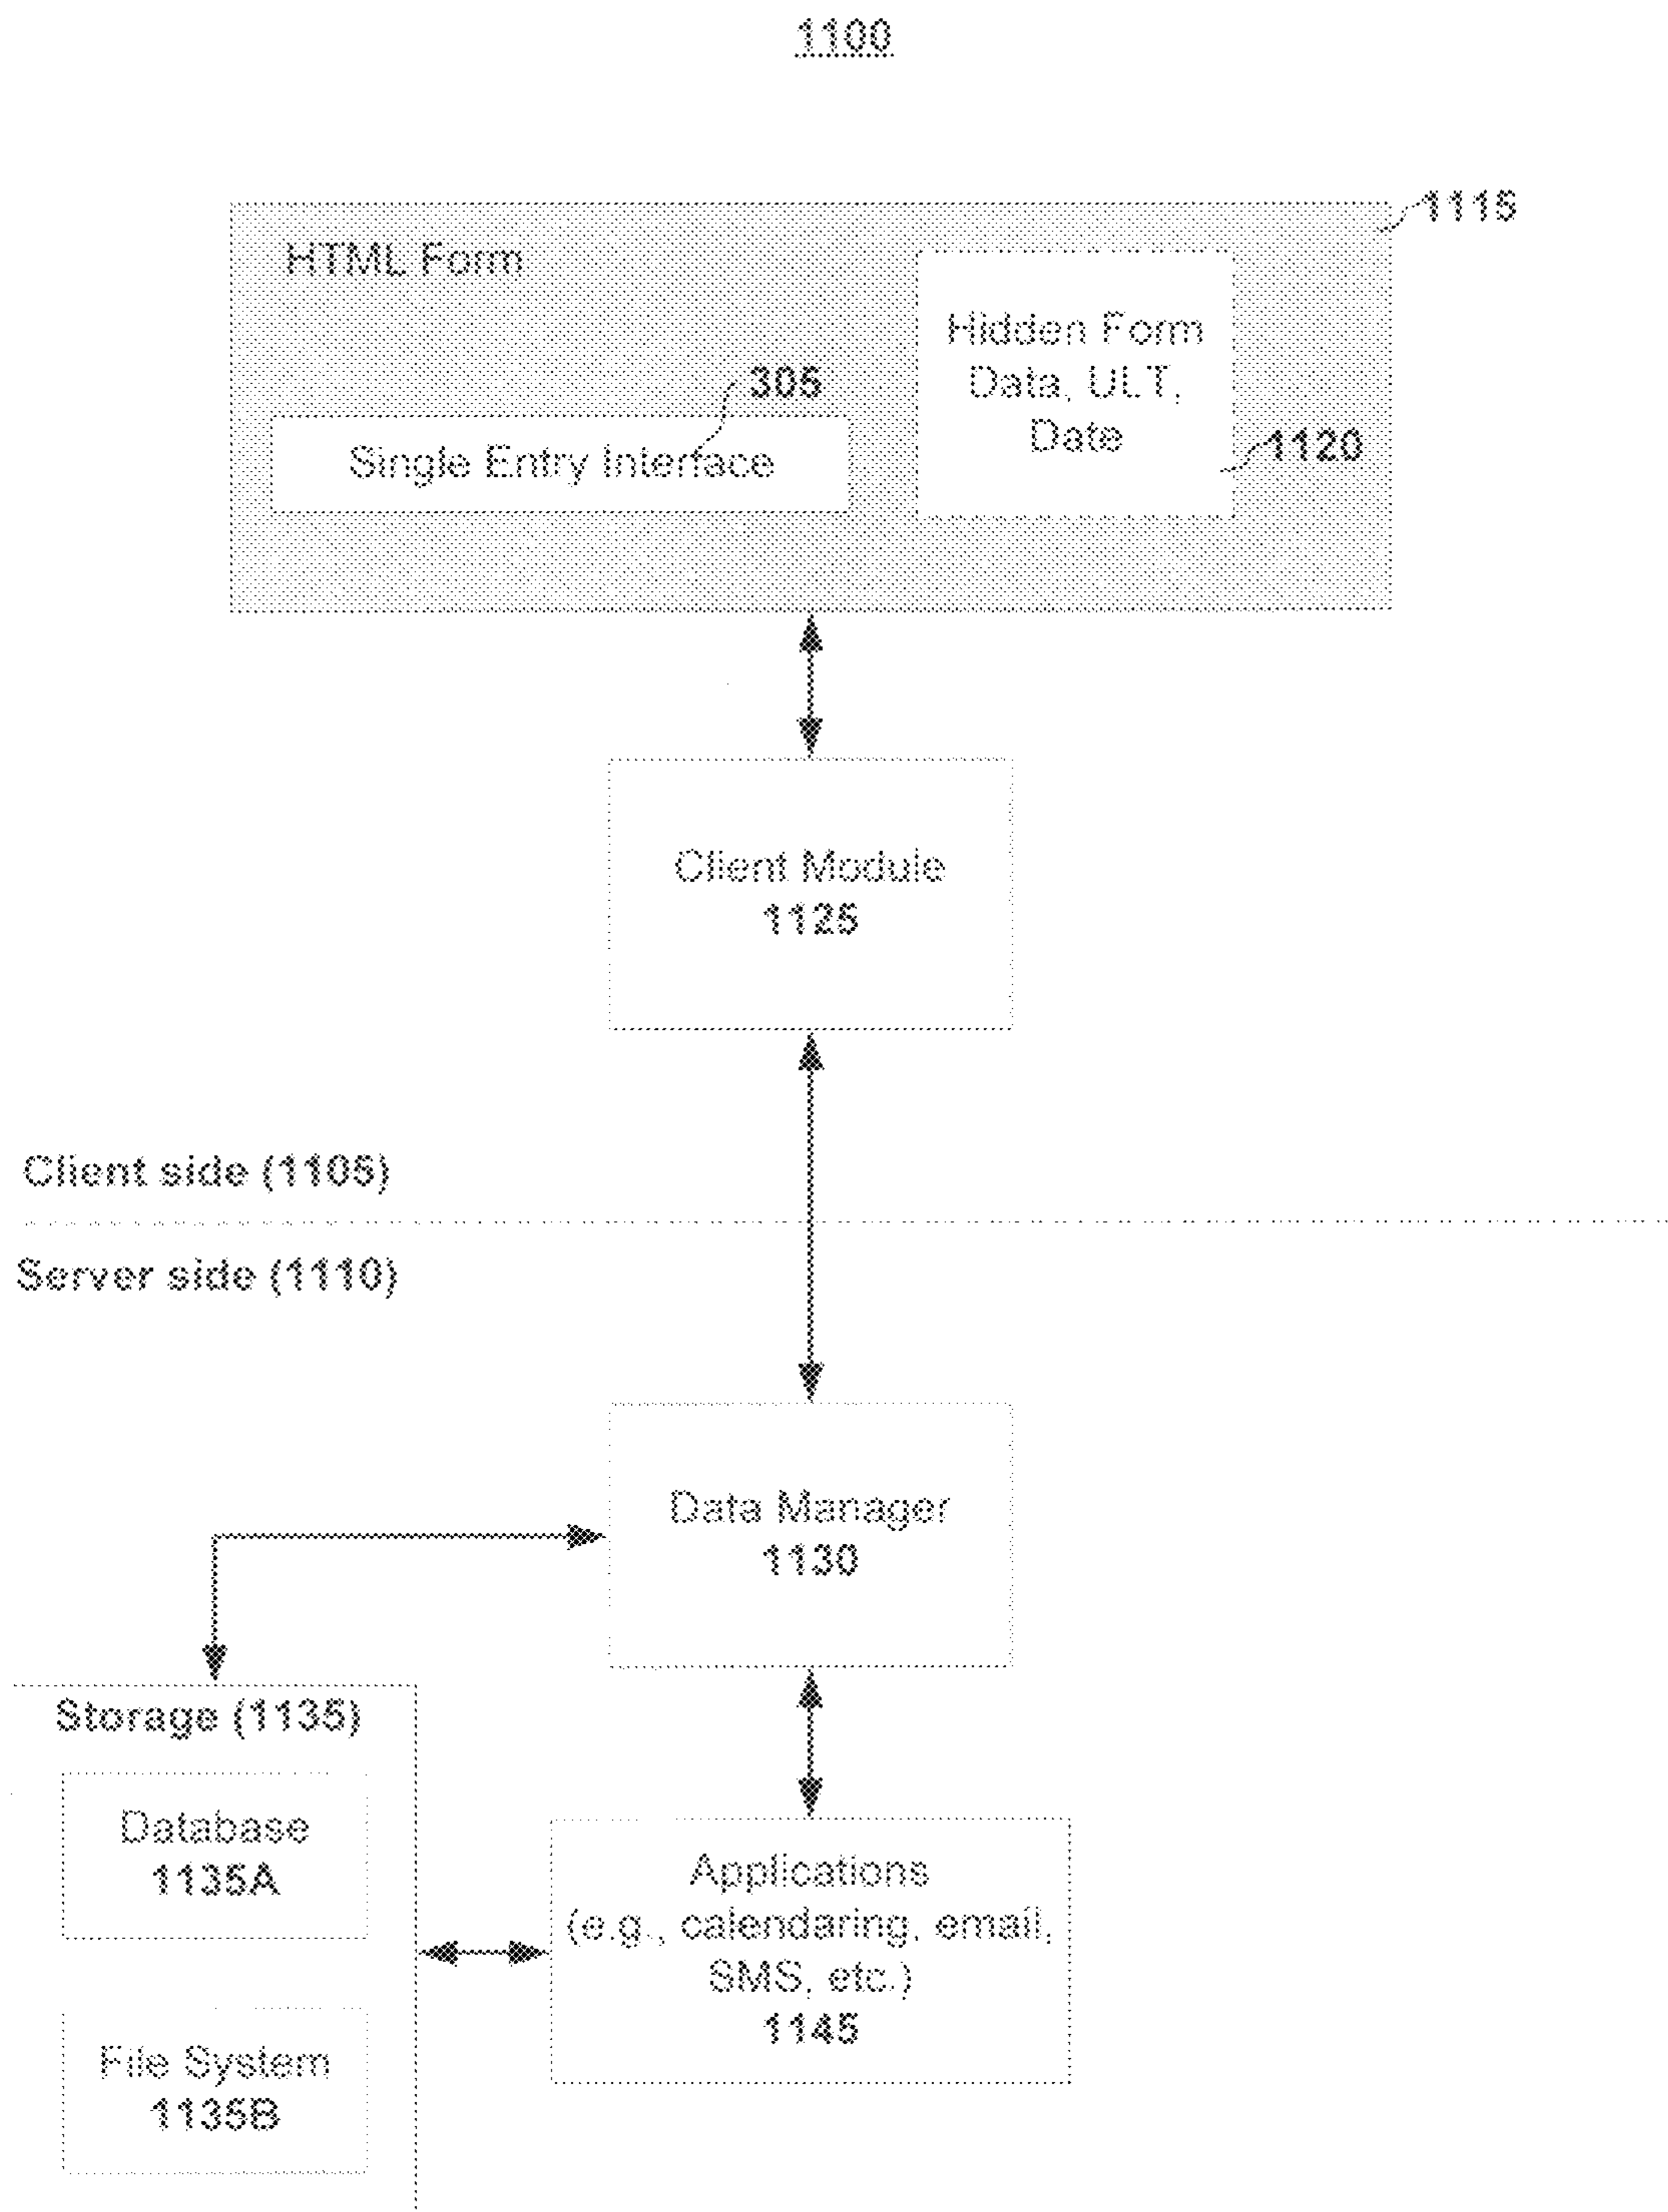 1100
1115
HTML Form
Hidden Form
Data, ULT,
Date
305
1120
Single Entry Interface
Client Module
1125
Client side (1105)
Server side (1110)
Data Manager
1130
Storage (1135)
Database
1135A
Applications
(e.g., calendaring, email,
SMS, etc.)
1145
File System
1135B